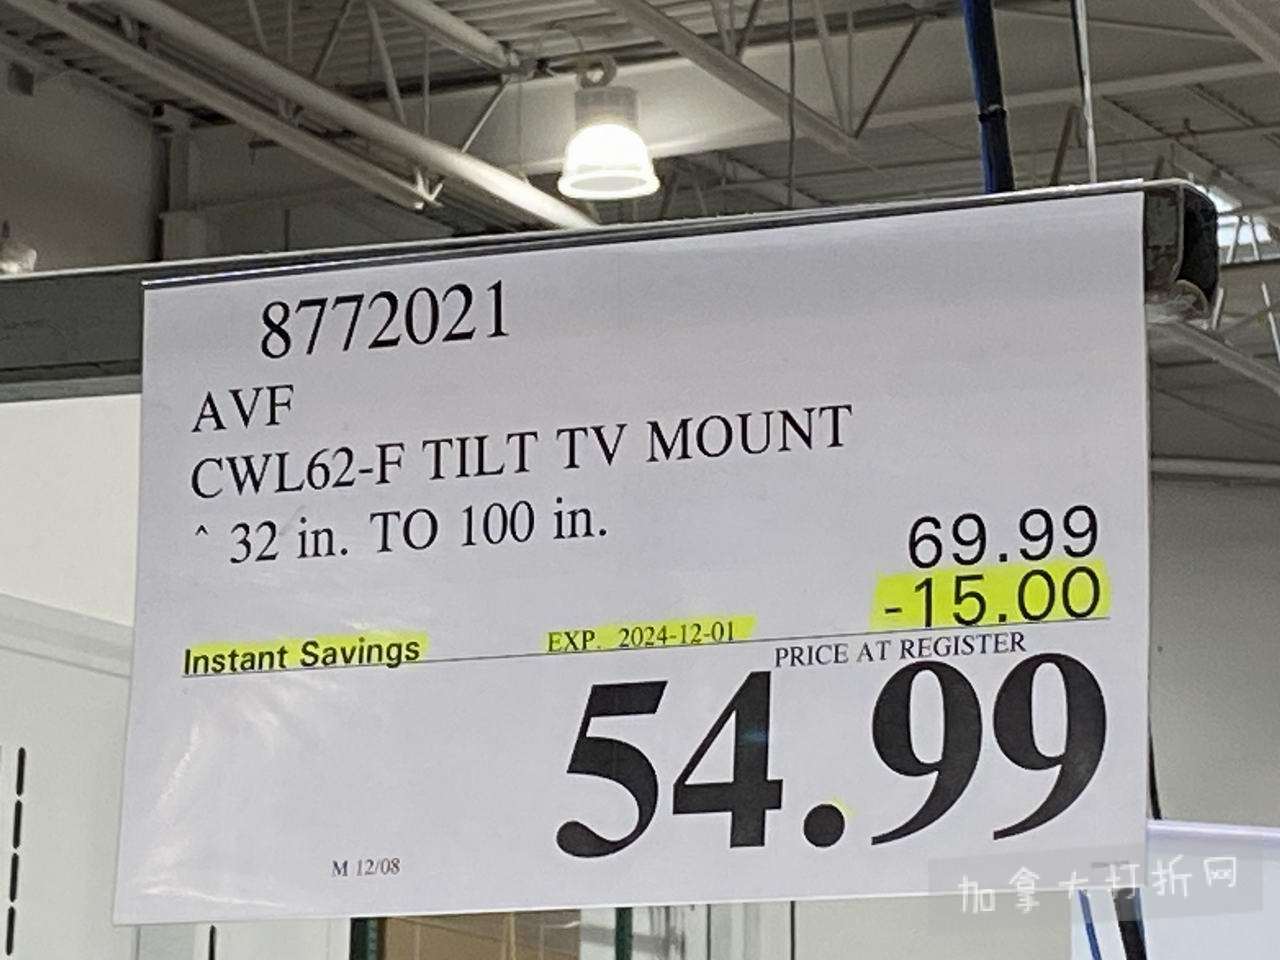 8772021
AVF
CWL62-F TILT TV MOUNT
^ 32 in. TO 100 in.
69.99
-15.00
Instant Savings EXP. 2024-12-01
PRICE AT REGISTER
54.99
M 12/08
加拿大打折网